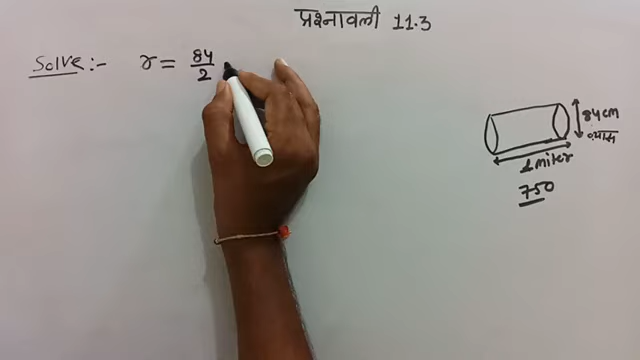 प्रश्नावली 11.3
Solve :- r = 84/2
84 cm
व्यास
1 miter
750